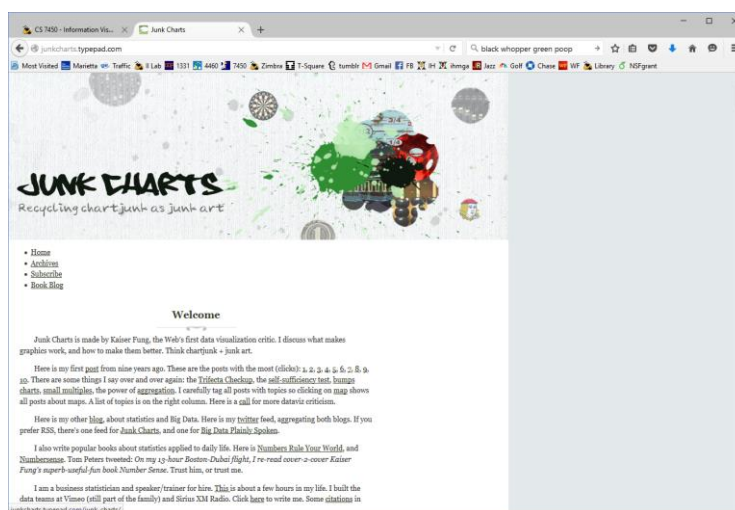 CS 7450 - Information Vis...
Junk Charts
junkcharts.typepad.com
black whopper green poop
Most Visited Marietta Traffic II Lab 1331 4460 7450 Zimbra T-Square tumblr Gmail FB IH ihmga Jazz Golf Chase WF Library NSFgrant
3/4
JUNK CHARTS
Recycling chartjunk as junk art
Home
Archives
Subscribe
Book Blog
Welcome
Junk Charts is made by Kaiser Fung, the Web's first data visualization critic. I discuss what makes
graphics work, and how to make them better. Think chartjunk + junk art.
Here is my first post from nine years ago. These are the posts with the most (clicks): 1, 2, 3, 4, 5, 6, 7, 8, 9,
10. There are some things I say over and over again: the Trifecta Checkup, the self-sufficiency test, bumps
charts, small multiples, the power of aggregation. I carefully tag all posts with topics so clicking on map shows
all posts about maps. A list of topics is on the right column. Here is a call for more dataviz criticism.
Here is my other blog, about statistics and Big Data. Here is my twitter feed, aggregating both blogs. If you
prefer RSS, there's one feed for Junk Charts, and one for Big Data Plainly Spoken.
I also write popular books about statistics applied to daily life. Here is Numbers Rule Your World, and
Numbersense. Tom Peters tweeted: On my 13-hour Boston-Dubai flight, I re-read cover-2-cover Kaiser
Fung's superb-useful-fun book Number Sense. Trust him, or trust me.
I am a business statistician and speaker/trainer for hire. This is about a few hours in my life. I built the
data teams at Vimeo (still part of the family) and Sirius XM Radio. Click here to write me. Some citations in
junkcharts.typepad.com/junk_charts/